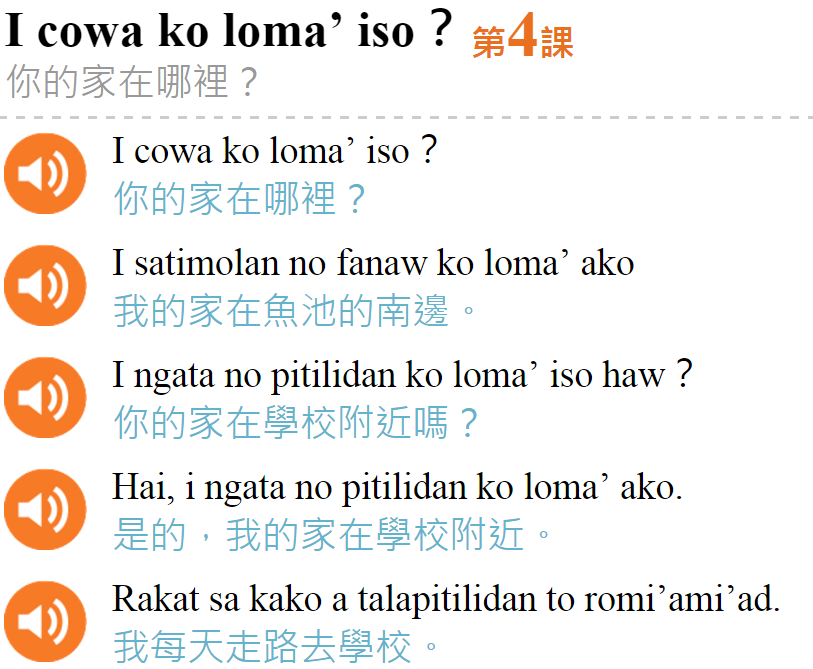 I cowa ko loma’ iso？ 第4課
你的家在哪裡？
I cowa ko loma’ iso？
你的家在哪裡？
I satimolan no fanaw ko loma’ ako
我的家在魚池的南邊。
I ngata no pitilidan ko loma’ iso haw？
你的家在學校附近嗎？
Hai, i ngata no pitilidan ko loma’ ako.
是的，我的家在學校附近。
Rakat sa kako a talapitilidan to romi’ami’ad.
我每天走路去學校。